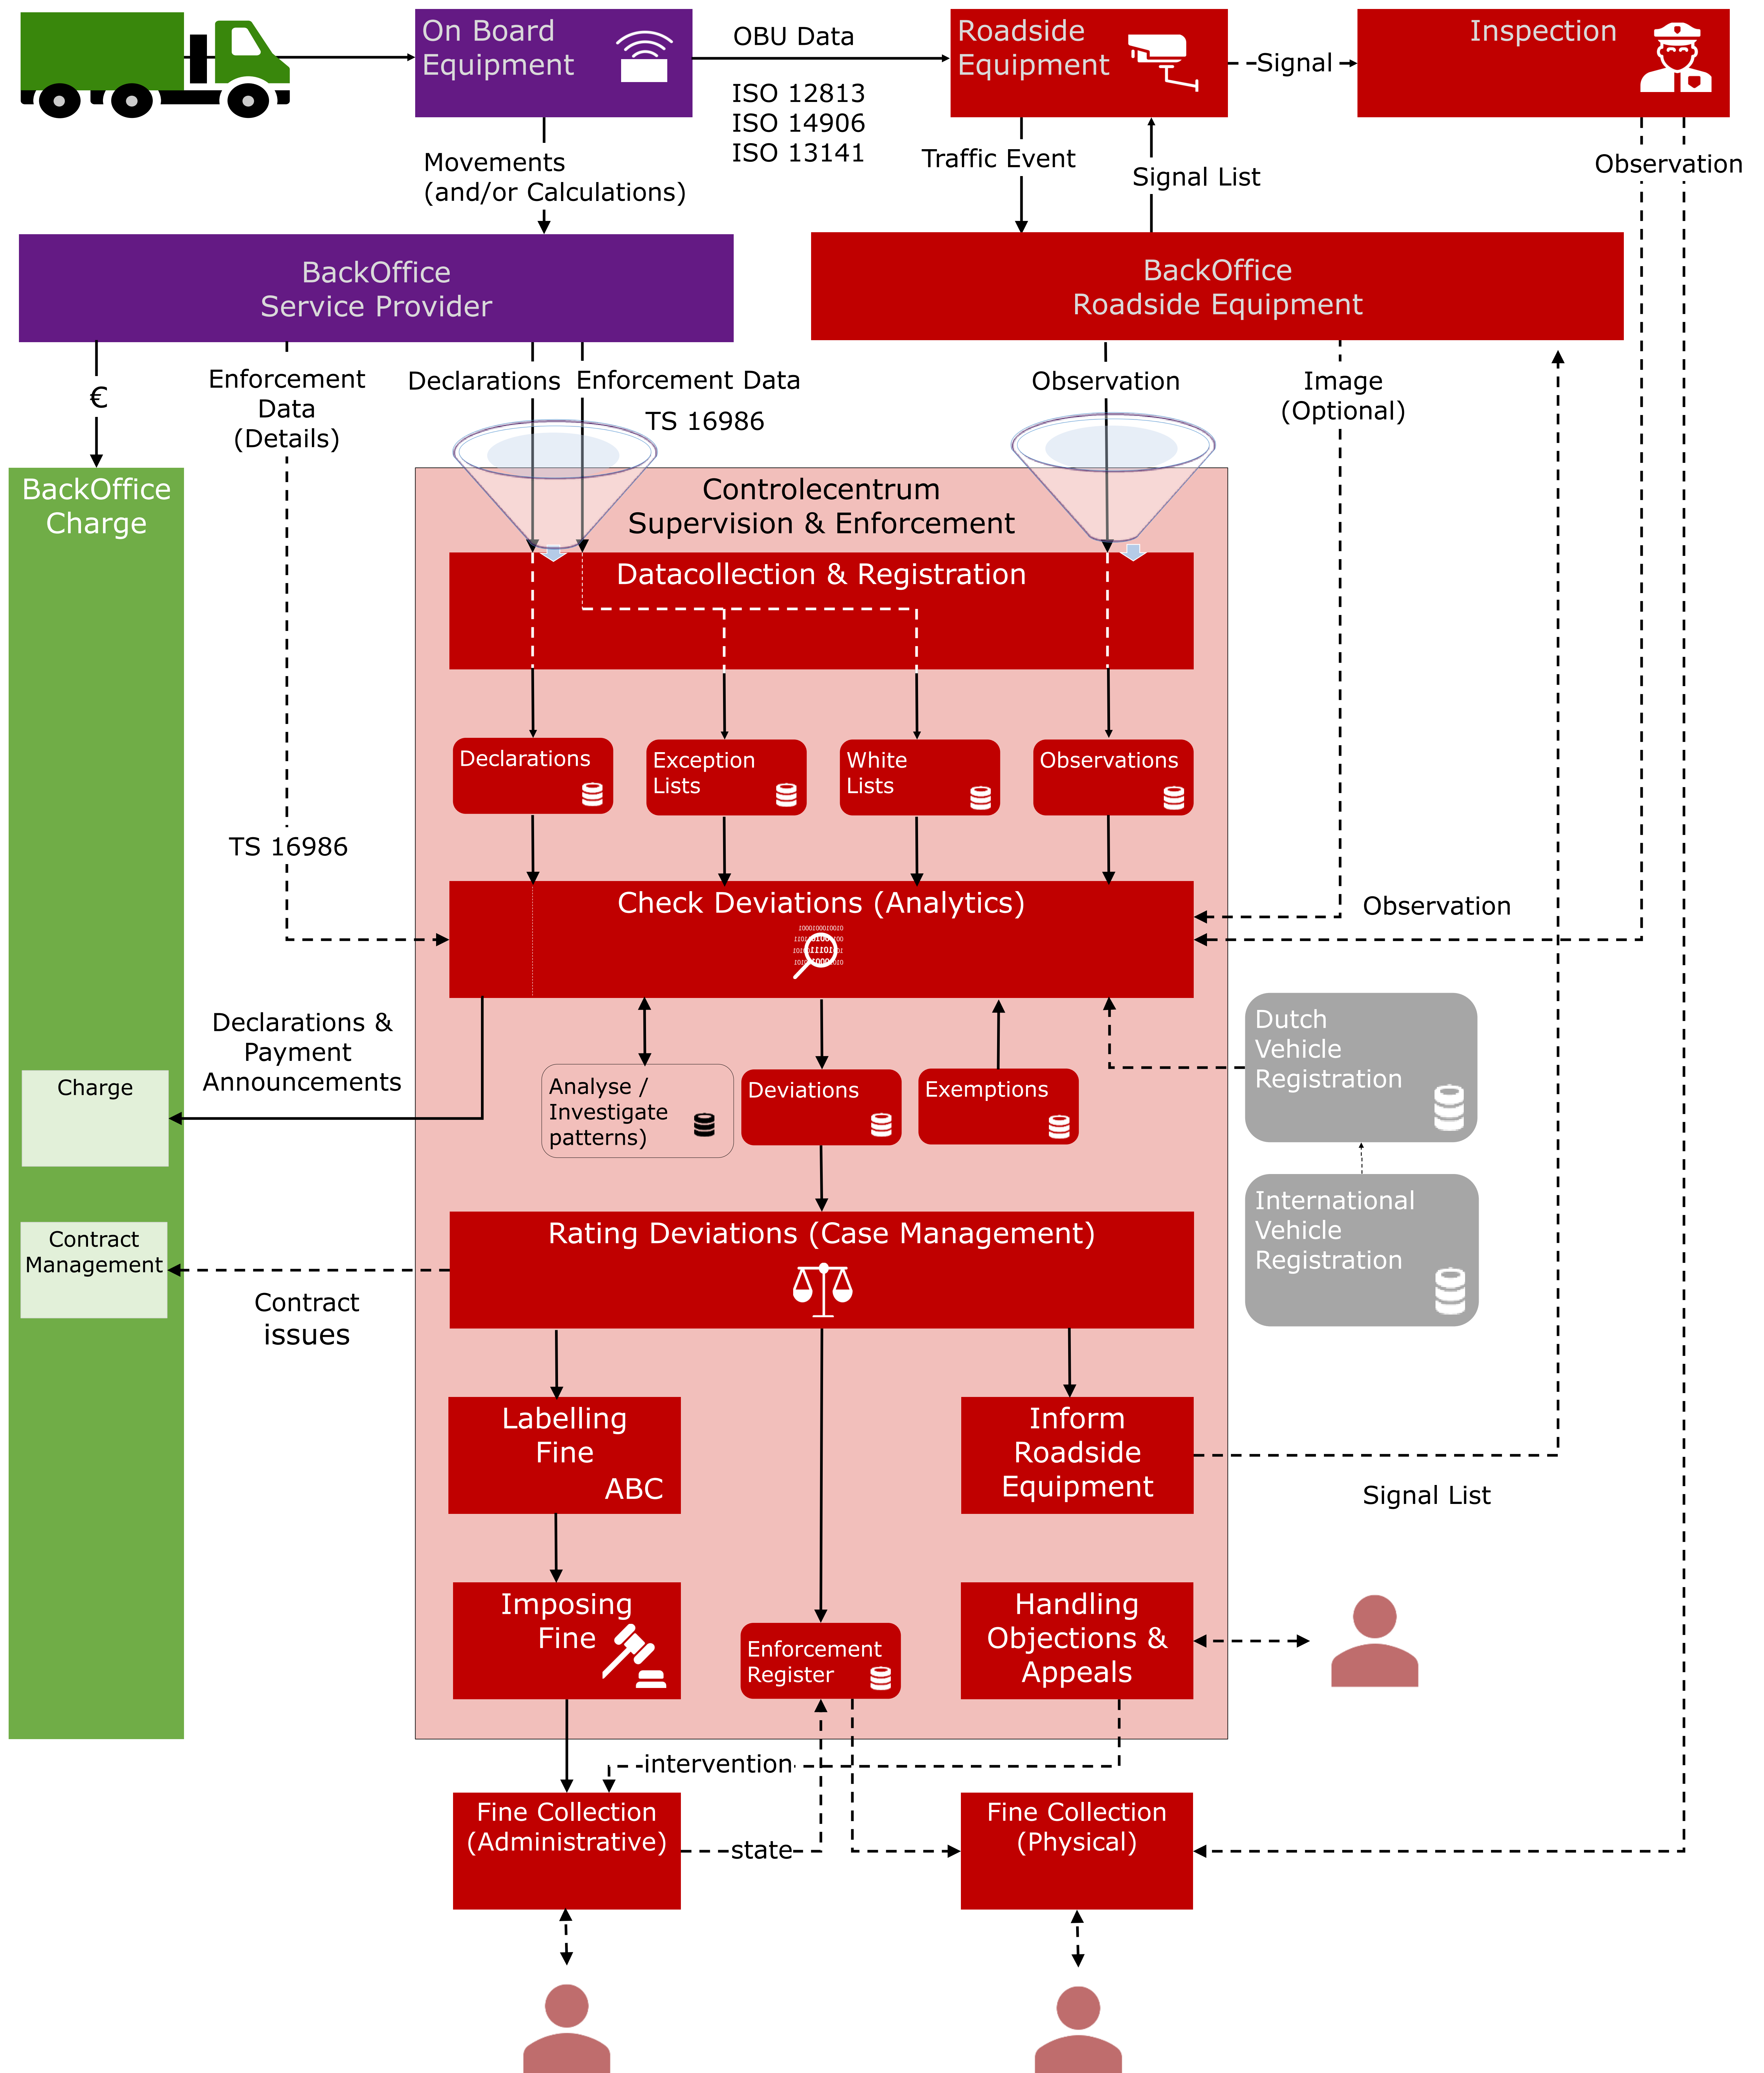 On Board
Equipment
OBU Data
ISO 12813
ISO 14906
ISO 13141
Roadside
Equipment
Signal
Inspection
Movements
(and/or Calculations)
Traffic Event
Signal List
Observation
BackOffice
Service Provider
BackOffice
Roadside Equipment
€
Enforcement
Data
(Details)
Declarations
Enforcement Data
TS 16986
Observation
Image
(Optional)
BackOffice
Charge
Controlecentrum
Supervision & Enforcement
Datacollection & Registration
Declarations
Exception
Lists
White
Lists
Observations
TS 16986
Check Deviations (Analytics)
Observation
Declarations &
Payment
Announcements
Charge
Analyse /
Investigate
patterns)
Deviations
Exemptions
Dutch
Vehicle
Registration
International
Vehicle
Registration
Contract
Management
Contract
issues
Rating Deviations (Case Management)
Labelling
Fine
ABC
Inform
Roadside
Equipment
Signal List
Imposing
Fine
Enforcement
Register
Handling
Objections &
Appeals
intervention
Fine Collection
(Administrative)
state
Fine Collection
(Physical)